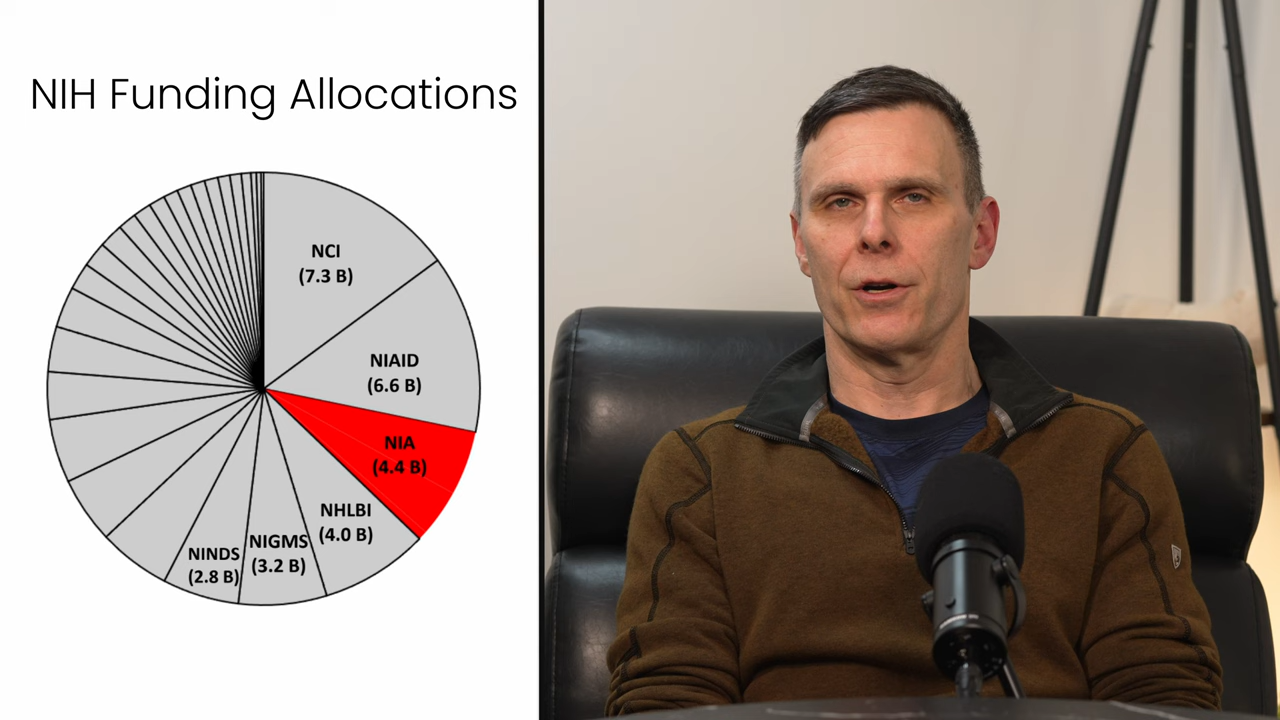 NIH Funding Allocations
NCI
(7.3 B)
NIAID
(6.6 B)
NIA
(4.4 B)
NHLBI
(4.0 B)
NIGMS
(3.2 B)
NINDS
(2.8 B)